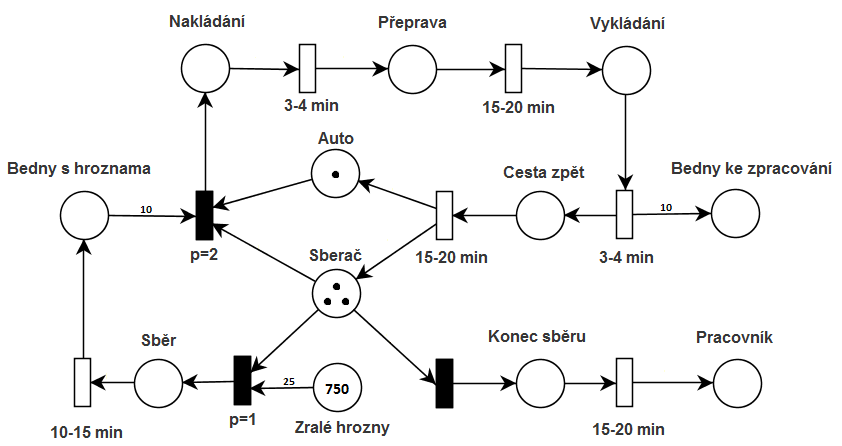 Nakládání
Přeprava
Vykládání
3-4 min
15-20 min
Auto
Bedny s hroznama
Cesta zpět
Bedny ke zpracování
10
10
p=2
Sberač
15-20 min
3-4 min
Sběr
Konec sběru
Pracovník
25
750
10-15 min
p=1
Zralé hrozny
15-20 min